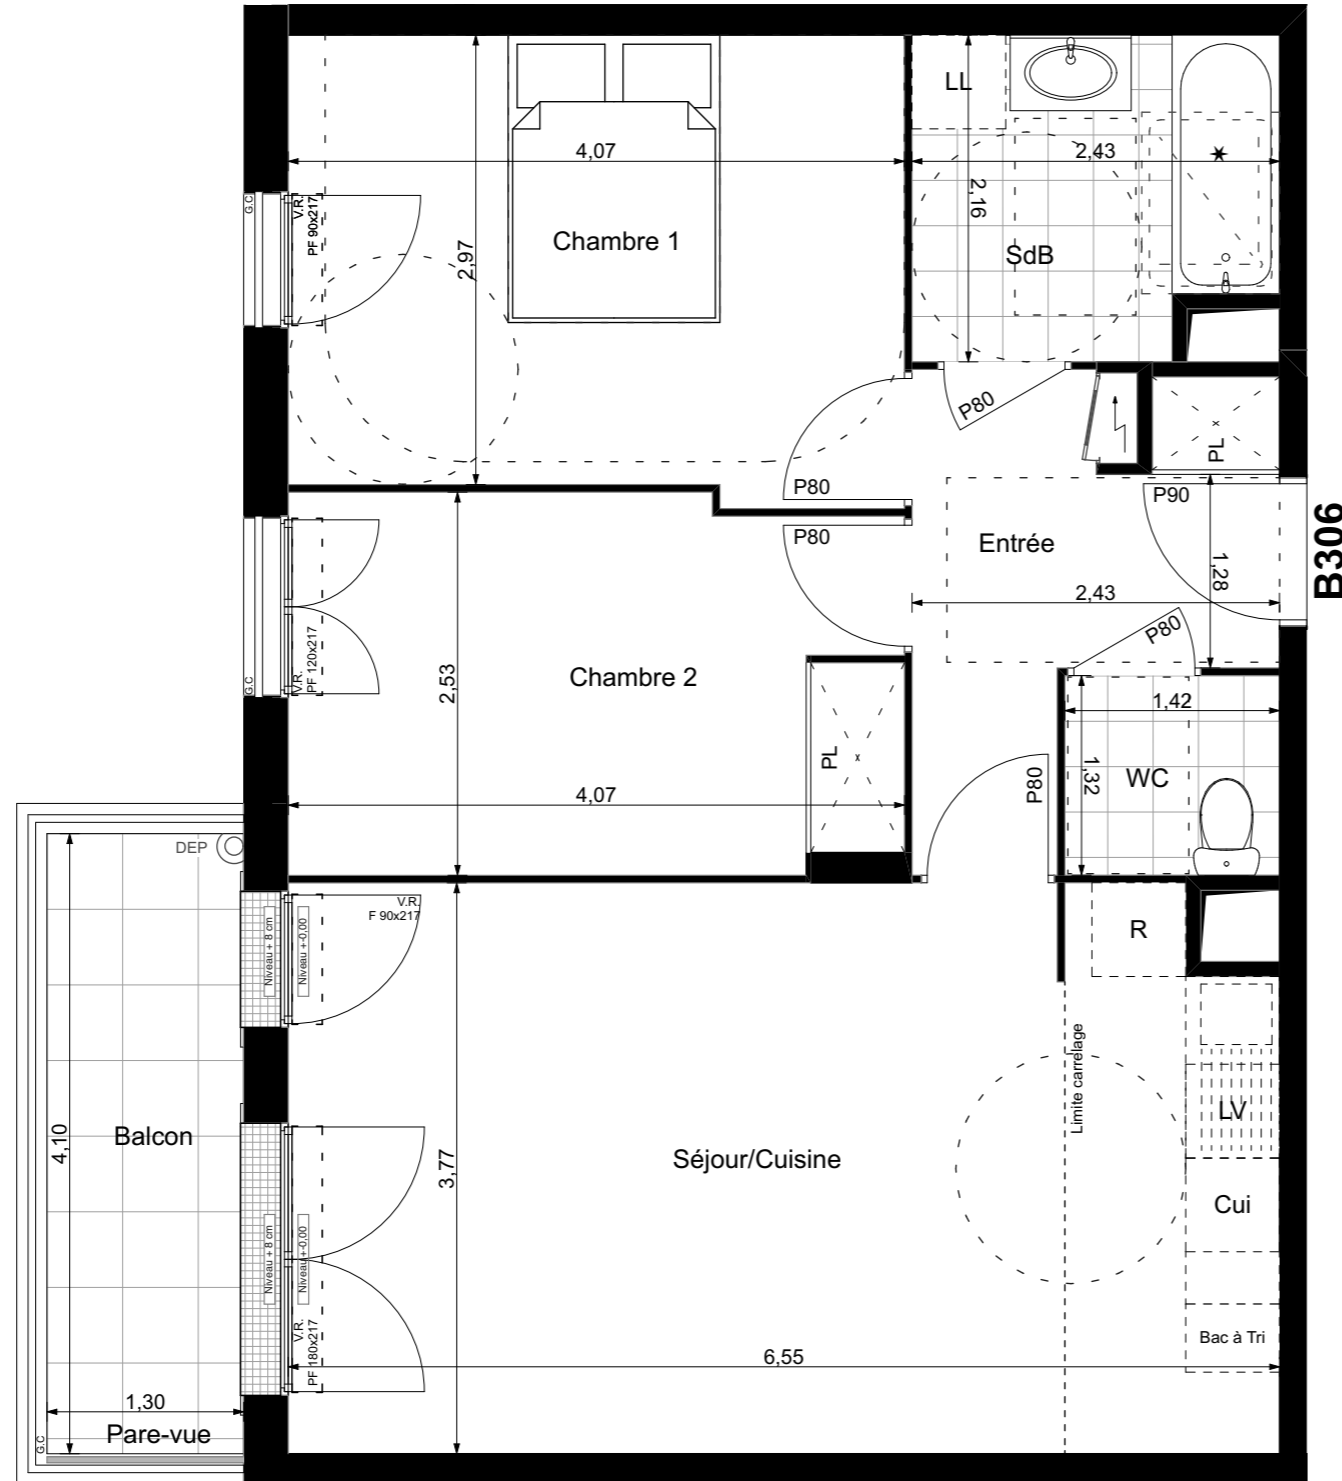 LL
4,07
2,43
2,16
G.C
V.R.
PF 90x217
2,97
Chambre 1
SdB
P80
PL
P80
P90
P80
Entrée
1,28
B306
2,43
P80
G.C
V.R.
PF 120x217
2,53
Chambre 2
1,42
PL
P80
1,32
WC
4,07
DEP
V.R.
F 90x217
Niveau + 8 cm
Niveau +-0,00
R
Limite carrelage
LV
4,10
Balcon
3,77
Séjour/Cuisine
Cui
Niveau + 8 cm
Niveau +-0,00
V.R.
PF 180x217
Bac à Tri
6,55
1,30
Pare-vue
G.C